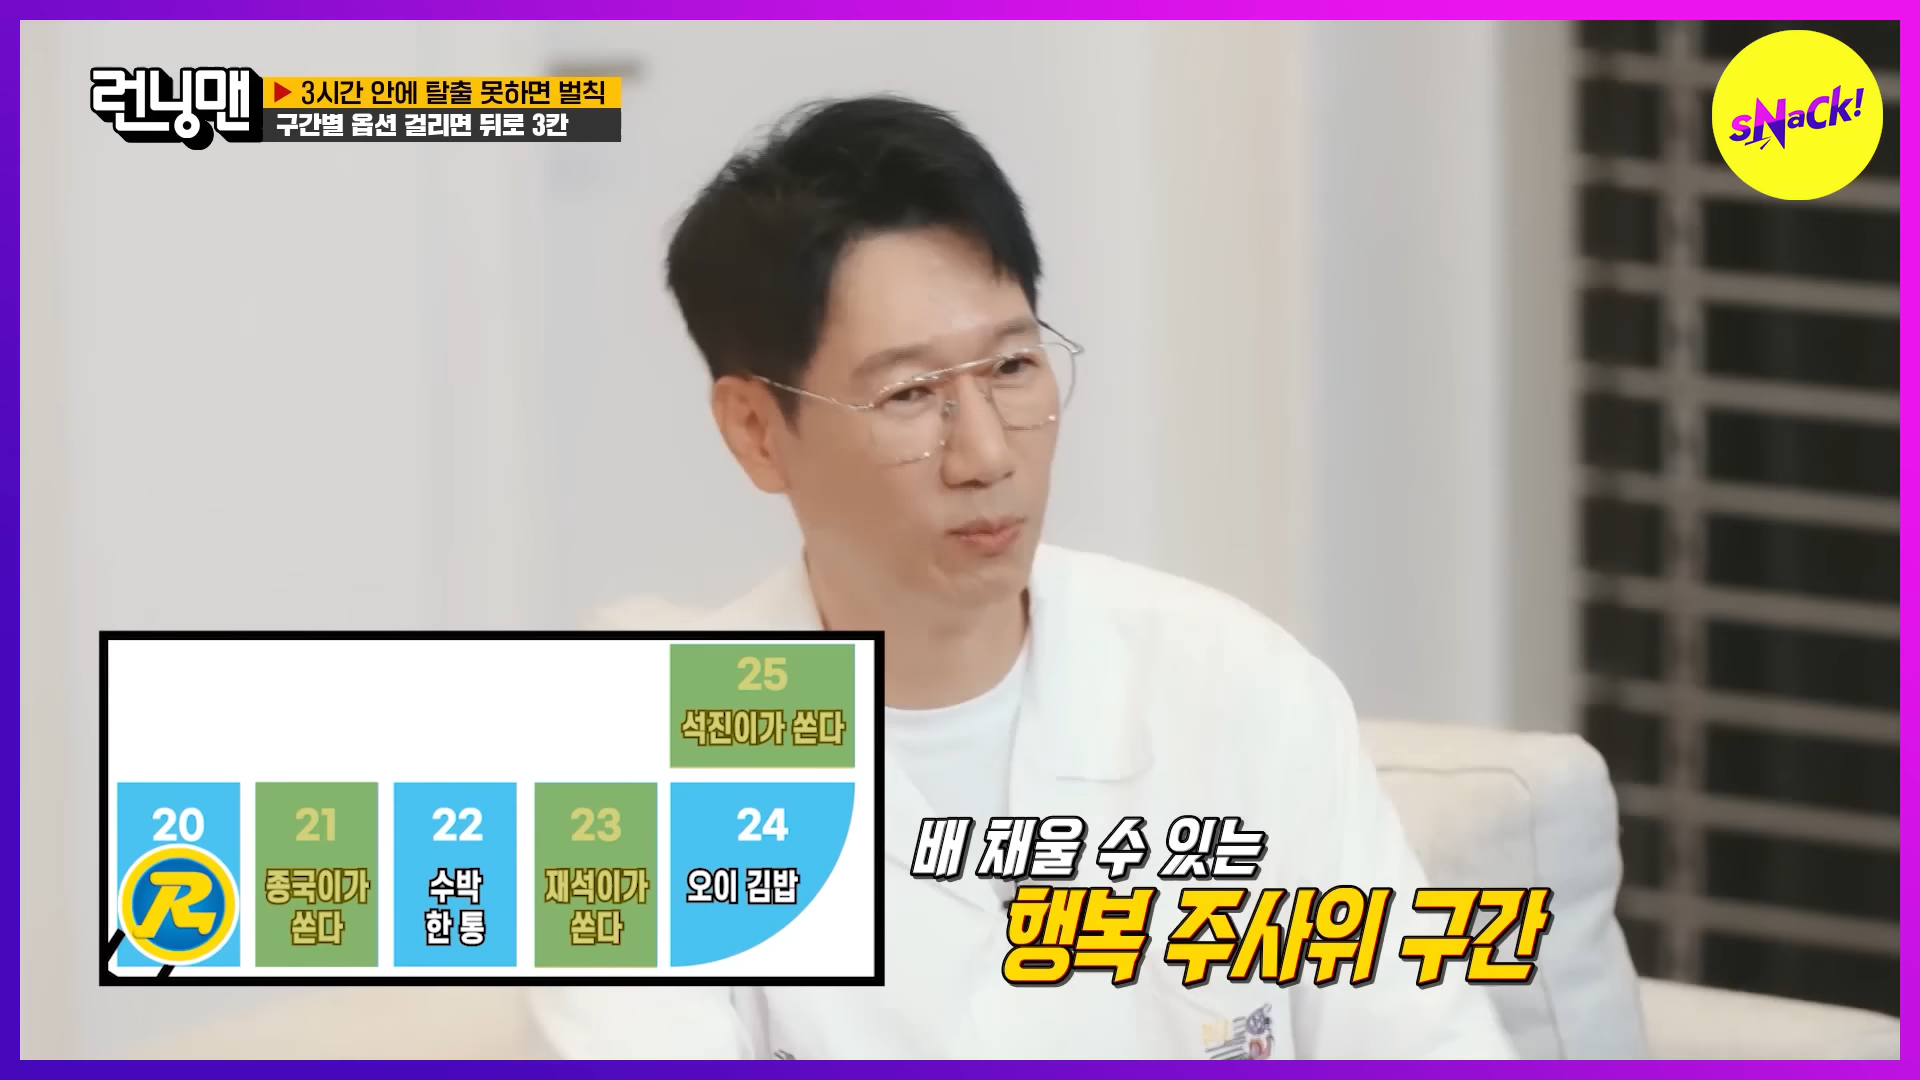 런닝맨
3시간 안에 탈출 못하면 벌칙
구간별 옵션 걸리면 뒤로 3칸
sNaCk!
25
석진이가 쏜다
20
R
21
종국이가
쏜다
22
수박
한 통
23
재석이가
쏜다
24
오이 김밥
배 채울 수 있는
행복 주사위 구간